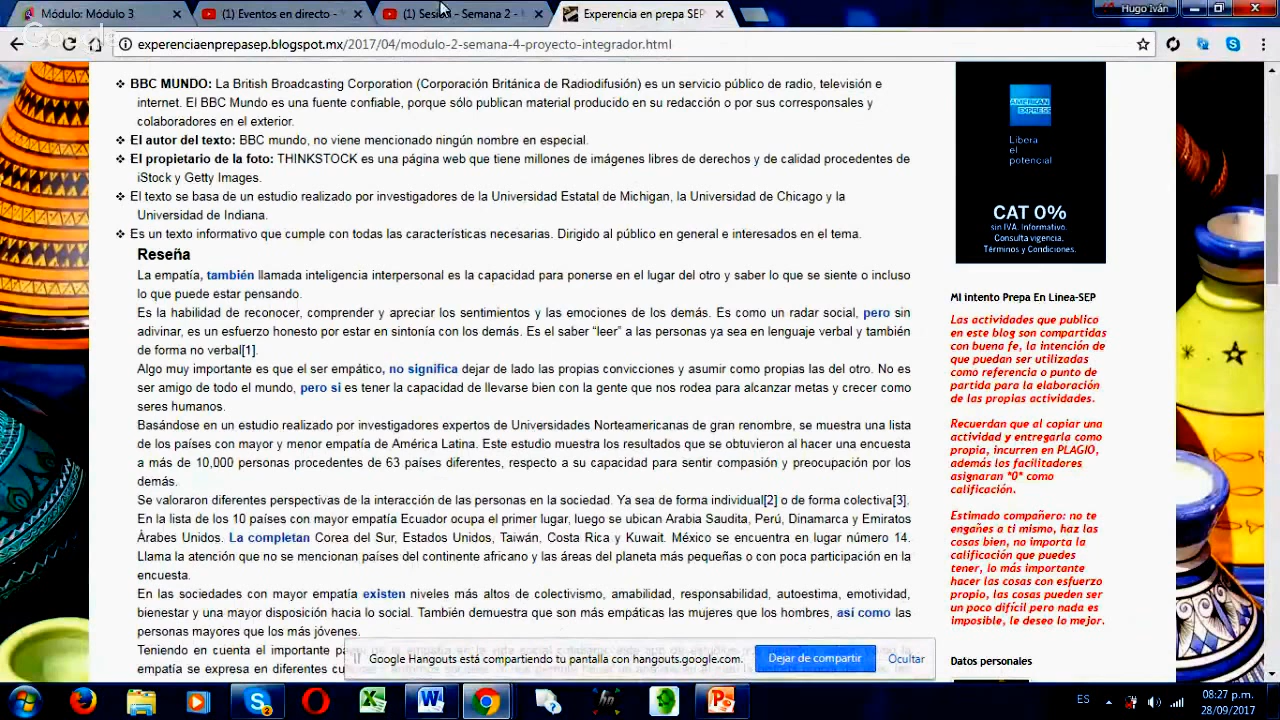 Módulo: Módulo 3
(1) Eventos en directo -
(1) Sesi - Semana 2 -
Experencia en prepa SEP
Hugo Iván
Google
experenciaenprepasep.blogspot.mx/2017/04/modulo-2-semana-4-proyecto-integrador.html
❖ BBC MUNDO: La British Broadcasting Corporation (Corporación Británica de Radiodifusión) es un servicio público de radio, televisión e
internet. El BBC Mundo es una fuente confiable, porque sólo publican material producido en su redacción o por sus corresponsales y
colaboradores en el exterior.
❖ El autor del texto: BBC mundo, no viene mencionado ningún nombre en especial.
❖ El propietario de la foto: THINKSTOCK es una página web que tiene millones de imágenes libres de derechos y de calidad procedentes de
iStock y Getty Images.
❖ El texto se basa de un estudio realizado por investigadores de la Universidad Estatal de Michigan, la Universidad de Chicago y la
Universidad de Indiana.
❖ Es un texto informativo que cumple con todas las características necesarias. Dirigido al público en general e interesados en el tema.
Reseña
La empatía, también llamada inteligencia interpersonal es la capacidad para ponerse en el lugar del otro y saber lo que se siente o incluso
lo que puede estar pensando.
Es la habilidad de reconocer, comprender y apreciar los sentimientos y las emociones de los demás. Es como un radar social, pero sin
adivinar, es un esfuerzo honesto por estar en sintonía con los demás. Es el saber “leer” a las personas ya sea en lenguaje verbal y también
de forma no verbal[1].
Algo muy importante es que el ser empático, no significa dejar de lado las propias convicciones y asumir como propias las del otro. No es
ser amigo de todo el mundo, pero si es tener la capacidad de llevarse bien con la gente que nos rodea para alcanzar metas y crecer como
seres humanos.
Basándose en un estudio realizado por investigadores expertos de Universidades Norteamericanas de gran renombre, se muestra una lista
de los países con mayor y menor empatía de América Latina. Este estudio muestra los resultados que se obtuvieron al hacer una encuesta
a más de 10,000 personas procedentes de 63 países diferentes, respecto a su capacidad para sentir compasión y preocupación por los
demás.
Se valoraron diferentes perspectivas de la interacción de las personas en la sociedad. Ya sea de forma individual[2] o de forma colectiva[3].
En la lista de los 10 países con mayor empatía Ecuador ocupa el primer lugar, luego se ubican Arabia Saudita, Perú, Dinamarca y Emiratos
Árabes Unidos. La completan Corea del Sur, Estados Unidos, Taiwán, Costa Rica y Kuwait. México se encuentra en lugar número 14.
Llama la atención que no se mencionan países del continente africano y las áreas del planeta más pequeñas o con poca participación en la
encuesta.
En las sociedades con mayor empatía existen niveles más altos de colectivismo, amabilidad, responsabilidad, autoestima, emotividad,
bienestar y una mayor disposición hacia lo social. También demuestra que son más empáticas las mujeres que los hombres, así como las
personas mayores que los más jóvenes.
Teniendo en cuenta el importante
empatía se expresa en diferentes
AMERICAN EXPRESS
Libera
el
potencial
CAT 0%
sin IVA. Informativo.
Consulta vigencia,
Términos y Condiciones.
MI intento Prepa En Línea-SEP
Las actividades que publico
en este blog son compartidas
con buena fe, la intención de
que puedan ser utilizadas
como referencia o punto de
partida para la elaboración
de las propias actividades.
Recuerdan que al copiar una
actividad y entregarla como
propia, incurren en PLAGIO,
además los facilitadores
asignaran *0* como
calificación.
Estimado compañero: no te
engañes a ti mismo, haz las
cosas bien, no importa la
calificación que puedes
tener, lo más importante
hacer las cosas con esfuerzo
propio, las cosas pueden ser
un poco difícil pero nada es
imposible, le deseo lo mejor.
Datos personales
Google Hangouts está compartiendo tu pantalla con hangouts.google.com.
Dejar de compartir
Ocultar
ES
08:27 p.m.
28/09/2017